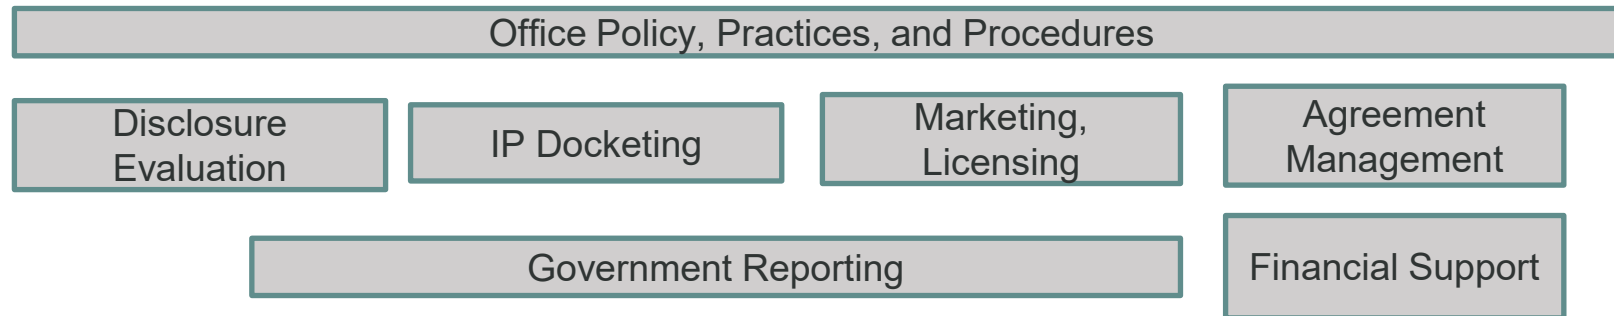 Office Policy, Practices, and Procedures
Disclosure
Evaluation
IP Docketing
Marketing,
Licensing
Agreement
Management
Government Reporting
Financial Support